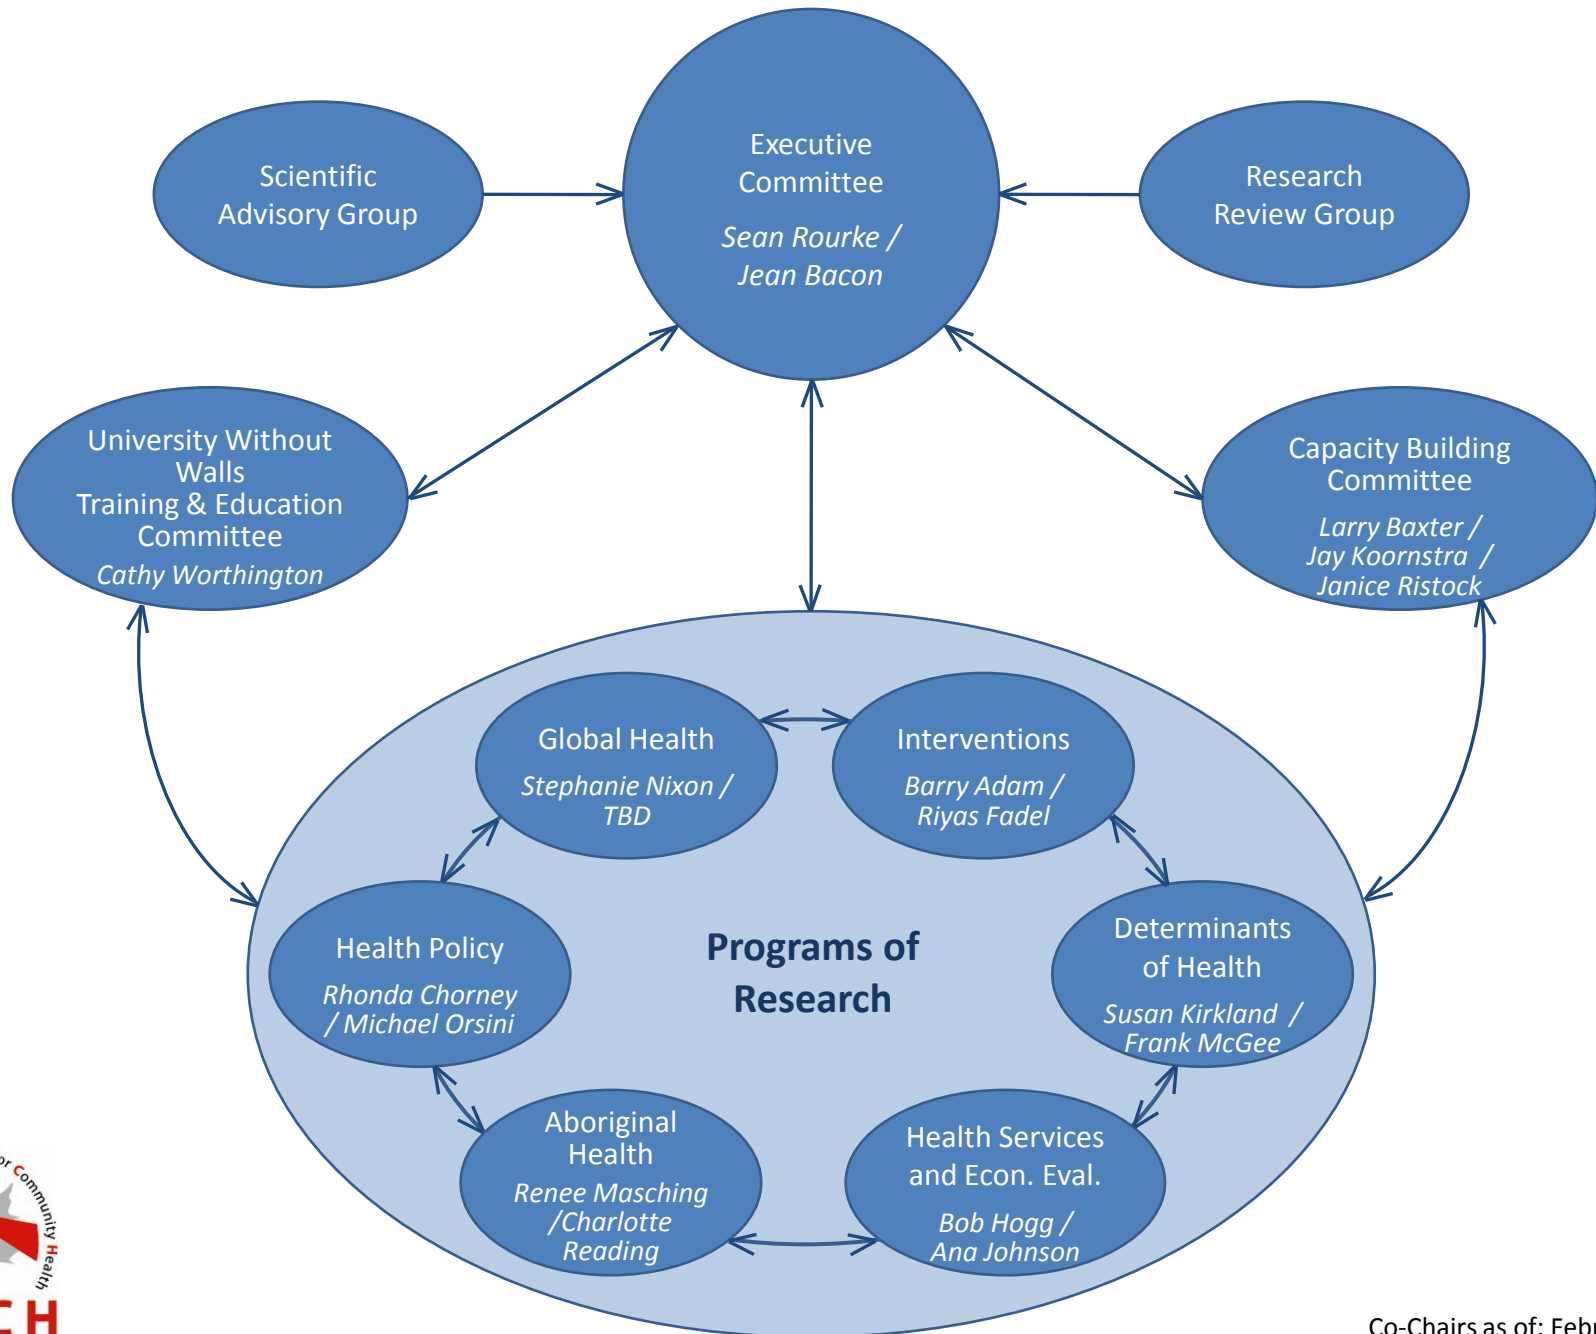 Executive
Committee
Sean Rourke /
Jean Bacon
Scientific
Advisory Group
Research
Review Group
University Without
Walls
Training & Education
Committee
Cathy Worthington
Capacity Building
Committee
Larry Baxter /
Jay Koornstra /
Janice Ristock
Global Health
Stephanie Nixon /
TBD
Interventions
Barry Adam /
Riyas Fadel
Health Policy
Rhonda Chorney
/ Michael Orsini
Programs of
Research
Determinants
of Health
Susan Kirkland /
Frank McGee
Aboriginal
Health
Renee Masching
/Charlotte
Reading
Health Services
and Econ. Eval.
Bob Hogg /
Ana Johnson
Community Health
CH
Co-Chairs as of: